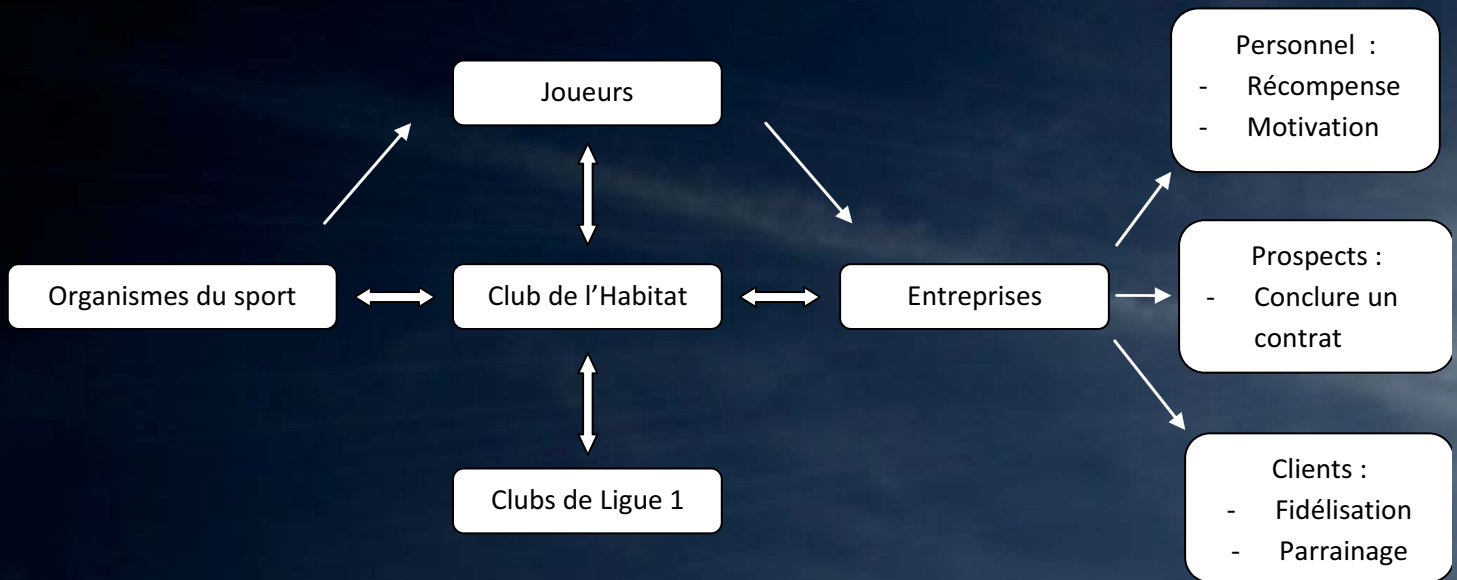 Joueurs
Organismes du sport
Club de l’Habitat
Entreprises
Clubs de Ligue 1
Personnel :
- Récompense
- Motivation
Prospects :
- Conclure un
contrat
Clients :
- Fidélisation
- Parrainage